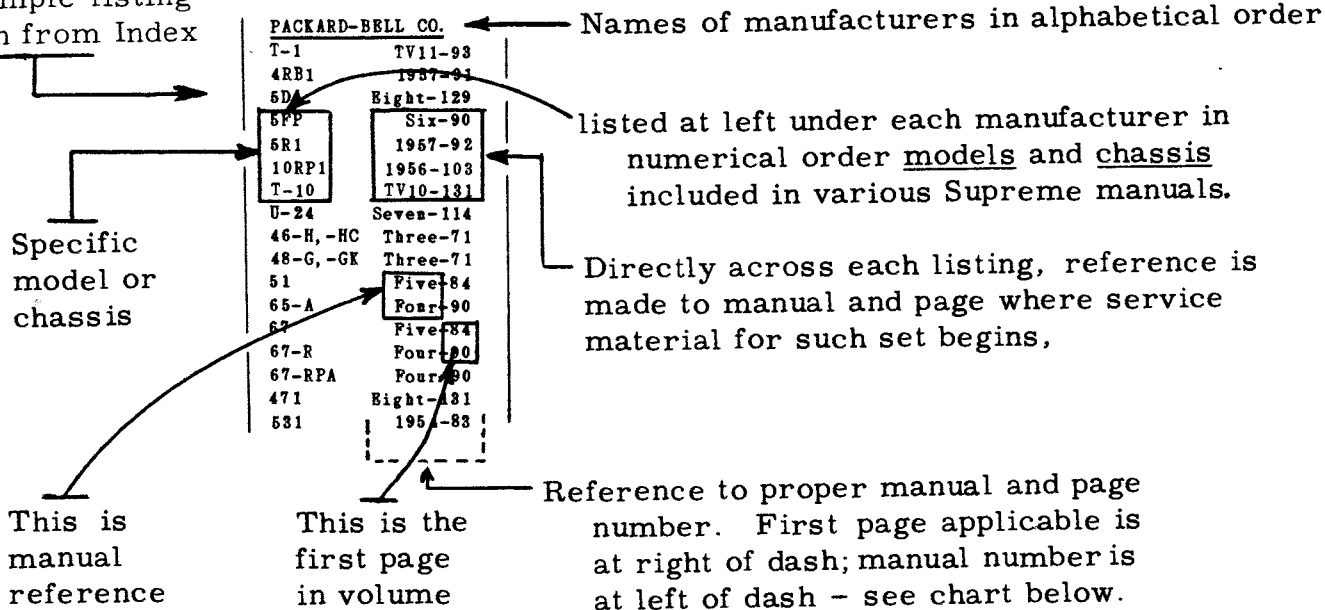 mple listing
from Index
PACKARD-BELL CO.
T-1 TV11-93
4RB1 1957-91
5DA Eight-129
5FP Six-90
5R1 1957-92
10RP1 1956-103
T-10 TV10-131
U-24 Seven-114
46-H, -HC Three-71
48-G, -GK Three-71
51 Five-84
65-A Four-90
67 Five-84
67-R Four-90
67-RPA Four-90
471 Eight-131
531 1954-83
Names of manufacturers in alphabetical order
listed at left under each manufacturer in
numerical order models and chassis
included in various Supreme manuals.
Directly across each listing, reference is
made to manual and page where service
material for such set begins,
Specific
model or
chassis
This is
manual
reference
This is the
first page
in volume
Reference to proper manual and page
number. First page applicable is
at right of dash; manual number is
at left of dash - see chart below.